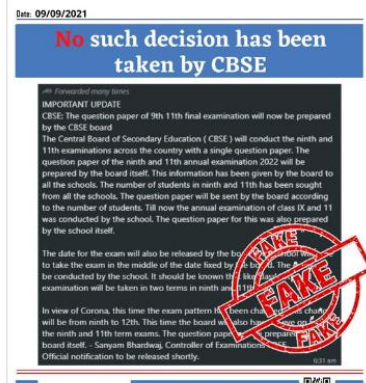 Date: 09/09/2021
No such decision has been
taken by CBSE
Forwarded many times
IMPORTANT UPDATE
CBSE: The question paper of 9th 11th final examination will now be prepared
by the CBSE board
The Central Board of Secondary Education ( CBSE ) will conduct the ninth and
11th examinations across the country with a single question paper. The
question paper of the ninth and 11th annual examination 2022 will be
prepared by the board itself. This information has been given by the board to
all the schools. The number of students in ninth and 11th has been sought
from all schools. The question paper will be sent by the board according
to the number of students. Till now the annual examination of class IX and 11
was conducted by the school. The question paper for this was also prepared
by the school itself.
The date for the exam will also be released by the
to take the exam in the middle of the date fixed by
be conducted by the school. It should be known
examination will be taken in two terms in ninth and 11th
In view of Corona, this time the exam pattern
will be from ninth to 12th. This time the board
the ninth and 11th term exams. The question
board itself. - Sanyam Bhardwaj, Controller of Examinations
Official notification to be released shortly.
6:31 am
FAKE
FAKE
FAKE